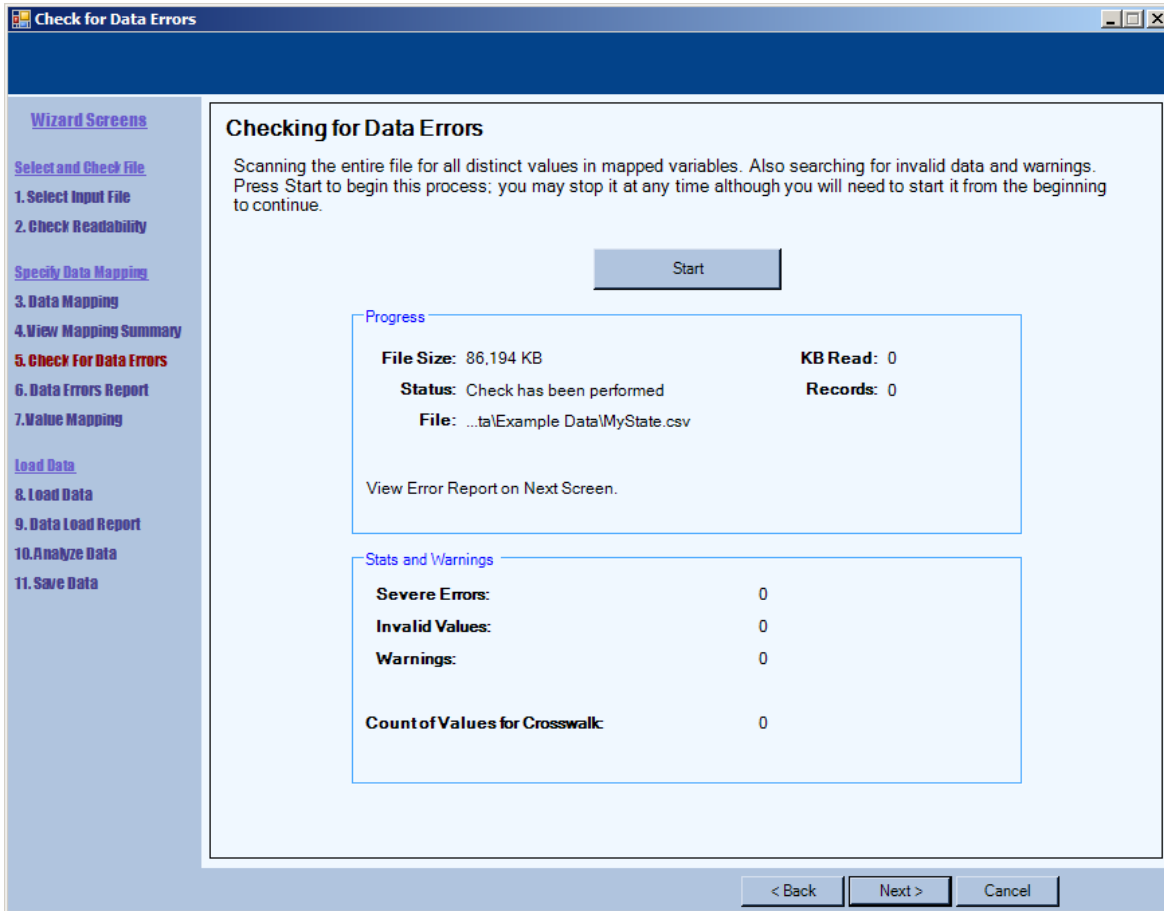 Check for Data Errors
Wizard Screens
Select and Check File
1. Select Input File
2. Check Readability
Specify Data Mapping
3. Data Mapping
4.View Mapping Summary
5. Check For Data Errors
6. Data Errors Report
7.Value Mapping
Load Data
8. Load Data
9. Data Load Report
10.Analyze Data
11. Save Data
Checking for Data Errors
Scanning the entire file for all distinct values in mapped variables. Also searching for invalid data and warnings.
Press Start to begin this process; you may stop it at any time although you will need to start it from the beginning
to continue.
Start
Progress
File Size: 86,194 KB KB Read: 0
Status: Check has been performed Records: 0
File: ...ta\Example Data\MyState.csv
View Error Report on Next Screen.
Stats and Warnings
Severe Errors: 0
Invalid Values: 0
Warnings: 0
Count of Values for Crosswalk: 0
< Back Next > Cancel